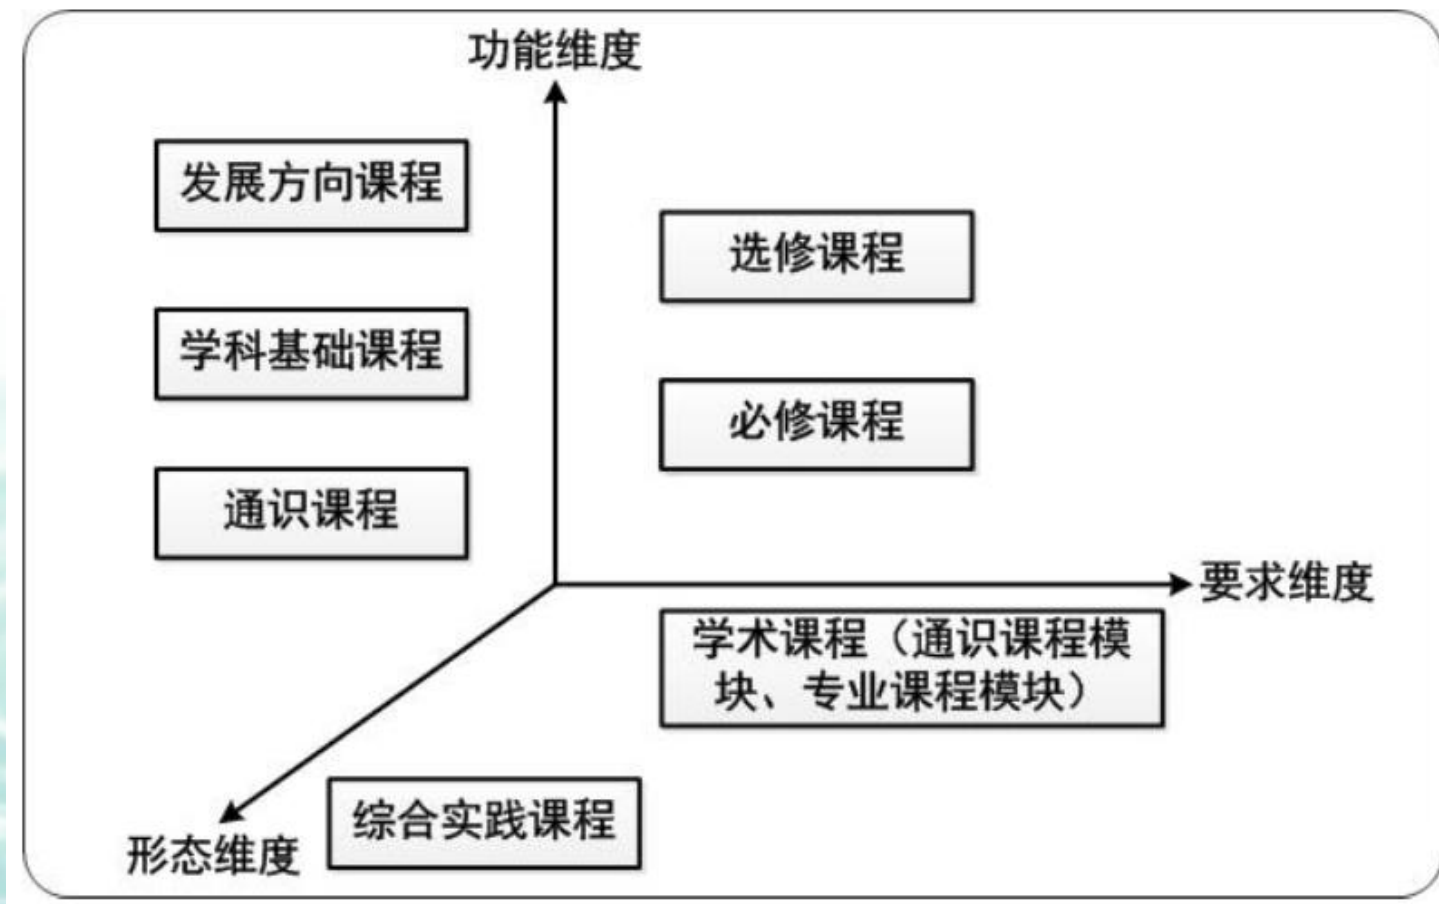 功能维度
发展方向课程
选修课程
学科基础课程
必修课程
通识课程
要求维度
学术课程（通识课程模
块、专业课程模块）
综合实践课程
形态维度